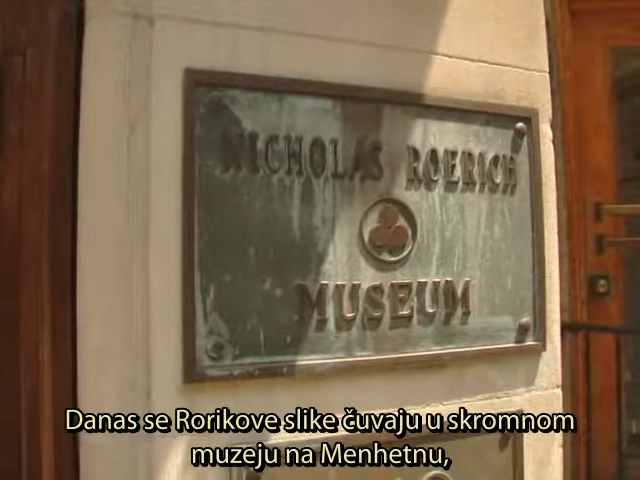 NICHOLAS ROERICH
MUSEUM
Danas se Rorikove slike čuvaju u skromnom
muzeju na Menhetnu,